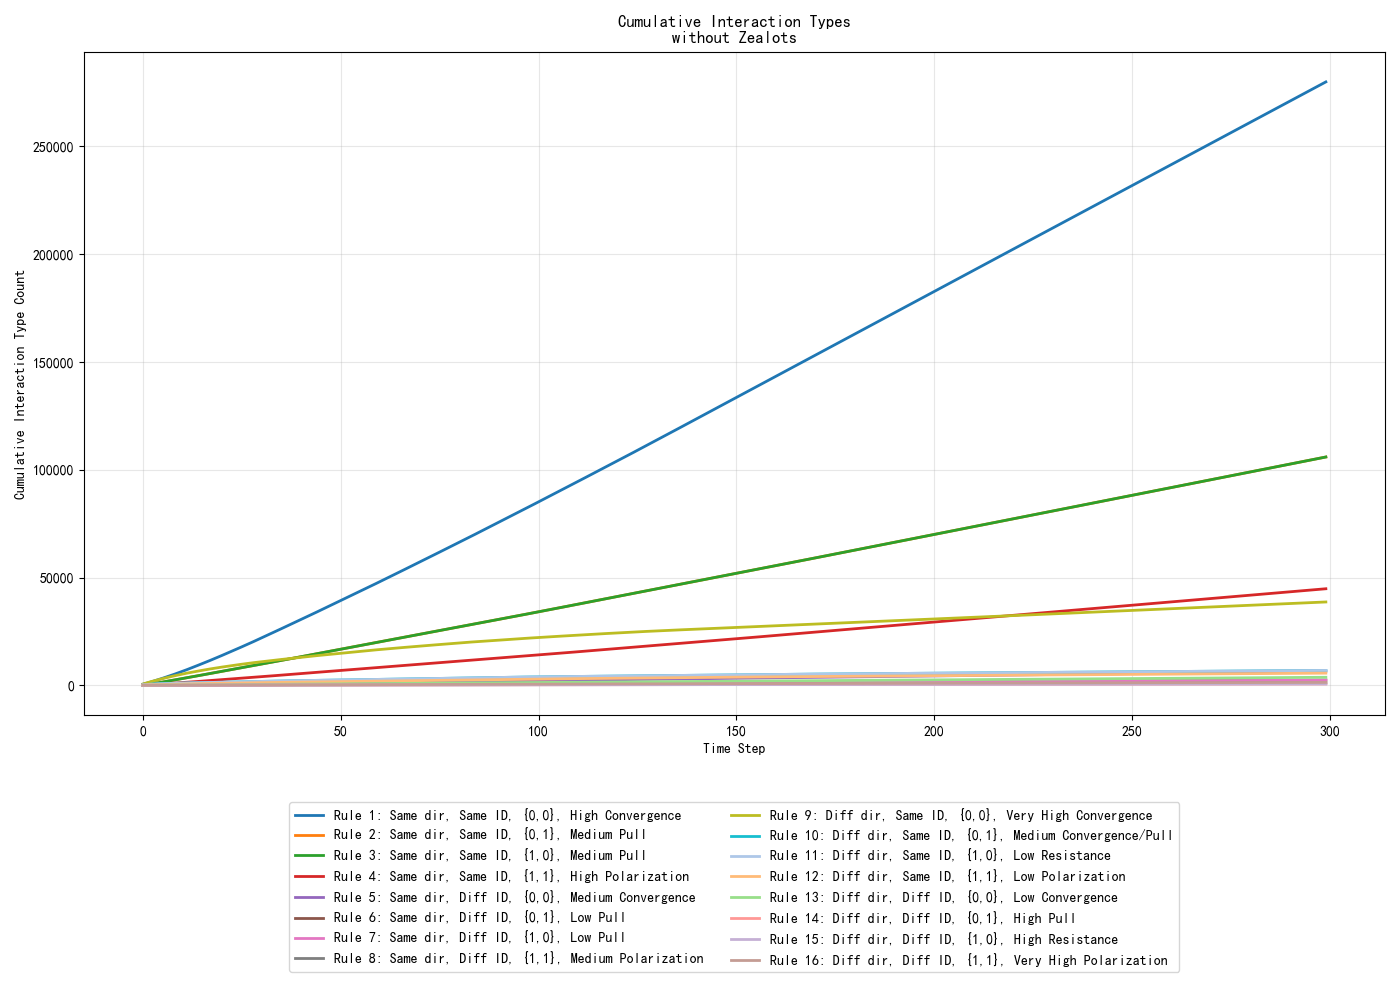 Cumulative Interaction Types
without Zealots
Cumulative Interaction Type Count
250000
200000
150000
100000
50000
0
0 50 100 150 200 250 300
Time Step
Rule 1: Same dir, Same ID, {0,0}, High Convergence
Rule 2: Same dir, Same ID, {0,1}, Medium Pull
Rule 3: Same dir, Same ID, {1,0}, Medium Pull
Rule 4: Same dir, Same ID, {1,1}, High Polarization
Rule 5: Same dir, Diff ID, {0,0}, Medium Convergence
Rule 6: Same dir, Diff ID, {0,1}, Low Pull
Rule 7: Same dir, Diff ID, {1,0}, Low Pull
Rule 8: Same dir, Diff ID, {1,1}, Medium Polarization
Rule 9: Diff dir, Same ID, {0,0}, Very High Convergence
Rule 10: Diff dir, Same ID, {0,1}, Medium Convergence/Pull
Rule 11: Diff dir, Same ID, {1,0}, Low Resistance
Rule 12: Diff dir, Same ID, {1,1}, Low Polarization
Rule 13: Diff dir, Diff ID, {0,0}, Low Convergence
Rule 14: Diff dir, Diff ID, {0,1}, High Pull
Rule 15: Diff dir, Diff ID, {1,0}, High Resistance
Rule 16: Diff dir, Diff ID, {1,1}, Very High Polarization